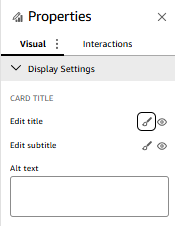 Properties
Visual
Interactions
Display Settings
CARD TITLE
Edit title
Edit subtitle
Alt text